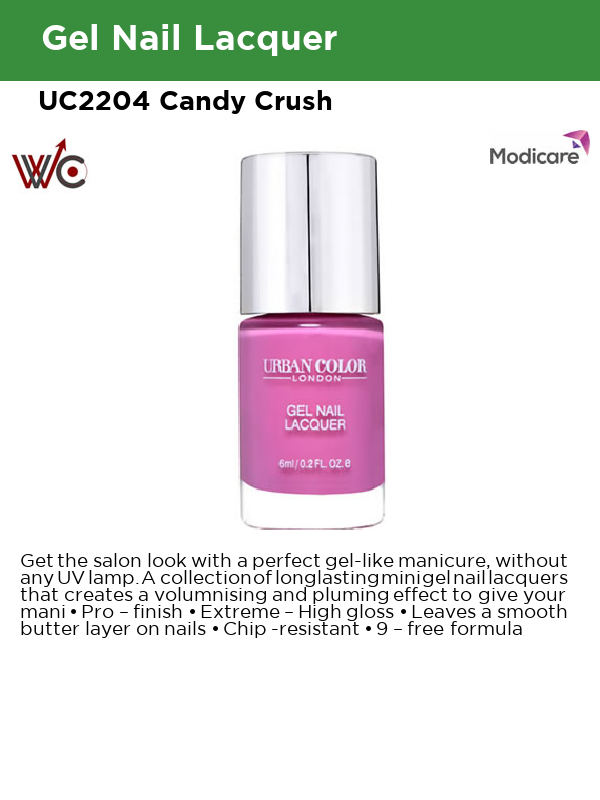 Gel Nail Lacquer
UC2204 Candy Crush
WC
Modicare
URBAN COLOR
LONDON
GEL NAIL
LACQUER
6ml/ 0.2 FL. OZ. e
Get the salon look with a perfect gel-like manicure, without
any UV lamp. A collection of longlasting mini gel nail lacquers
that creates a volumnising and pluming effect to give your
mani • Pro – finish • Extreme – High gloss • Leaves a smooth
butter layer on nails • Chip -resistant • 9 – free formula